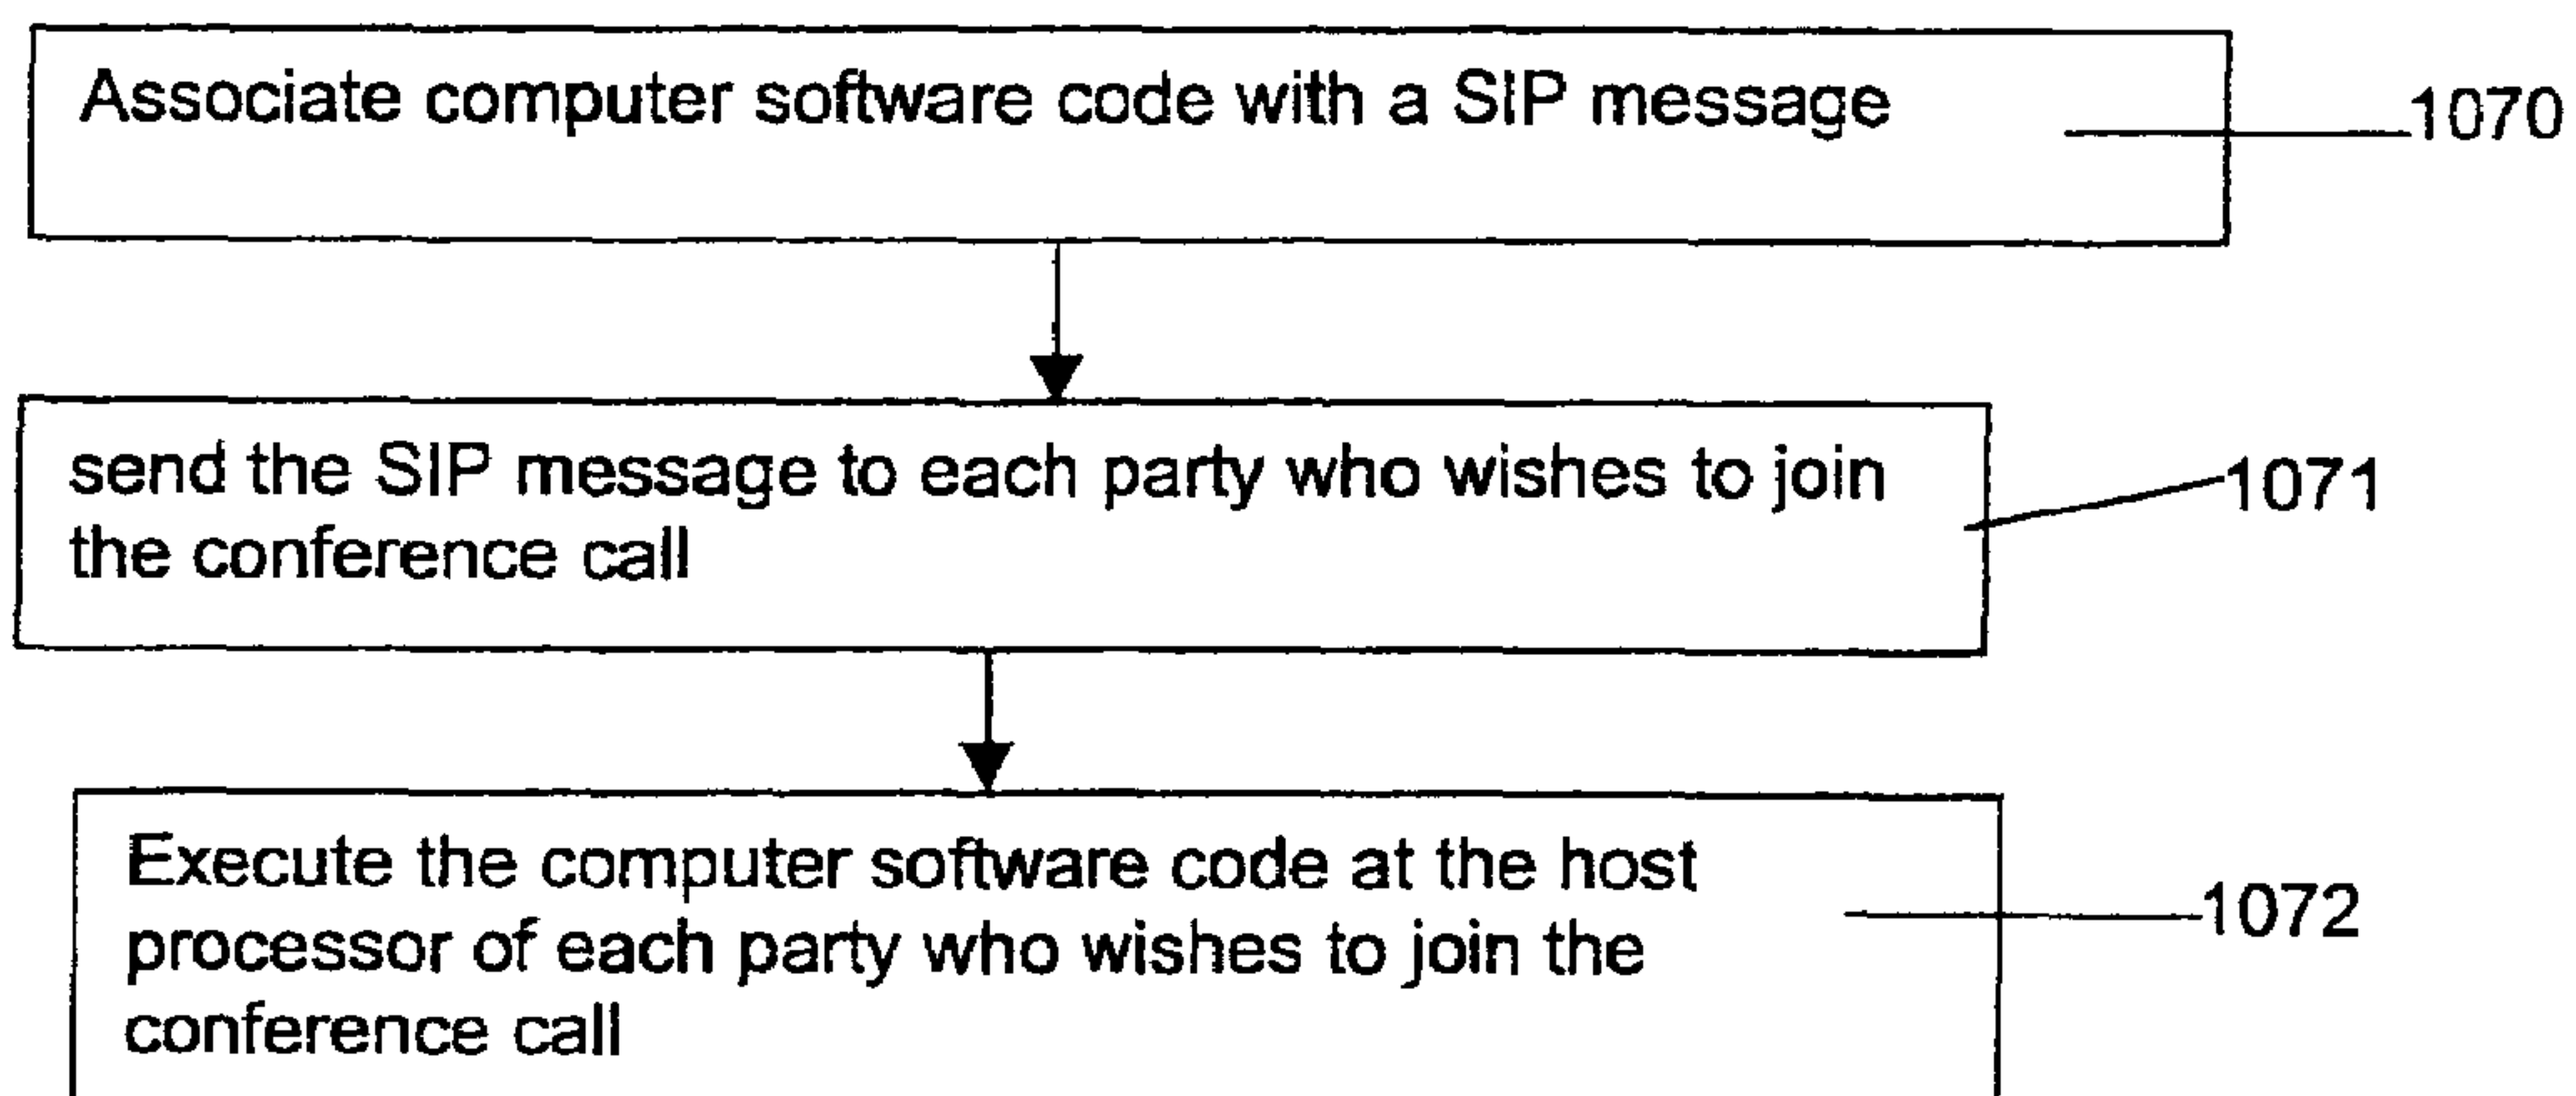 Associate computer software code with a SIP message
1070
send the SIP message to each party who wishes to join
the conference call
1071
Execute the computer software code at the host
processor of each party who wishes to join the
conference call
1072